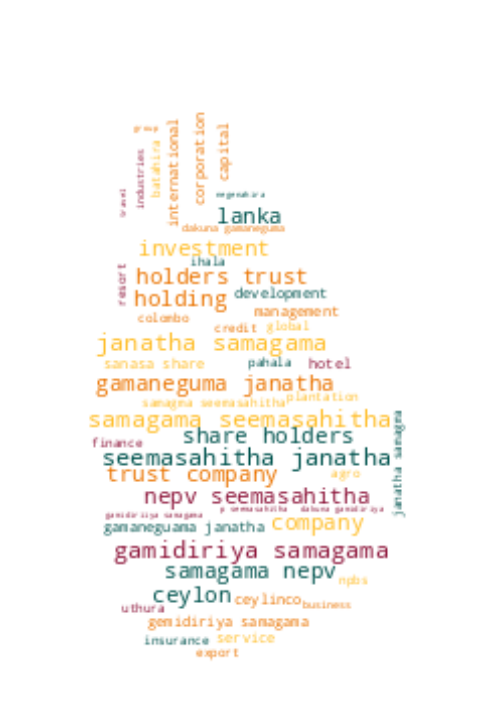 group
travel
industries
batahira
international
corporation
capital
negenahira
lanka
dakuna gamaneguma
investment
ihala
resort
holders trust
holding
development
management
colombo
credit
global
janatha samagama
sanasa share
pahala
hotel
gamaneguma janatha
plantation
samagma seemasahitha
samagama seemasahitha
janatha samagma
share holders
finance
seemasahitha janatha
trust company
agro
nepv seemasahitha
gamidiriya samagama
p seemasahitha
dakuna gamidiriya
gamaneguama janatha
company
gamidiriya samagama
samagama nepv
npbs
ceylon
ceylinco
business
uthura
gemidiriya samagama
insurance
service
export